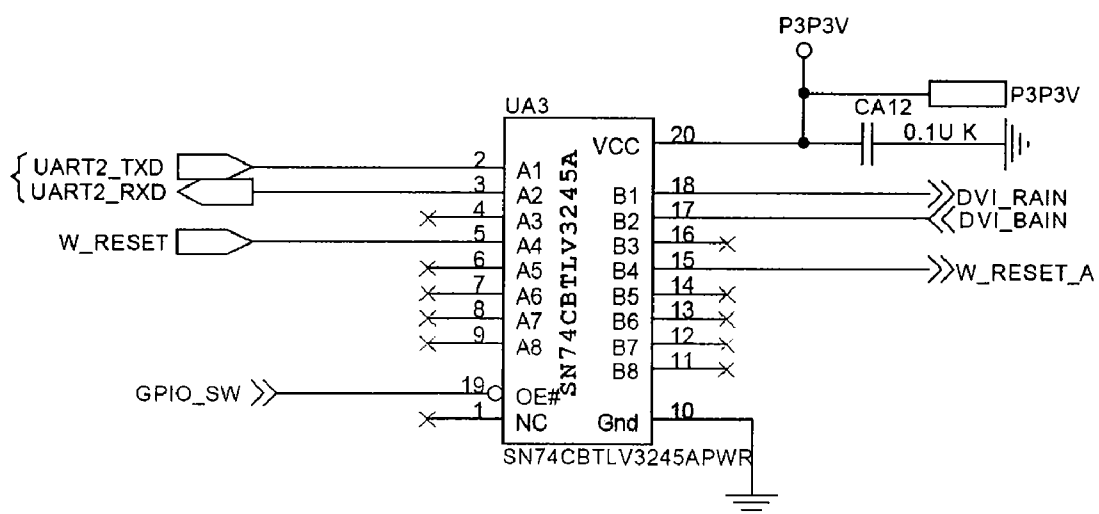 P3P3V
P3P3V
CA12
0.1U K
UA3
VCC 20
UART2_TXD 2 A1
UART2_RXD 3 A2
B1 18 DVI_RAIN
4 A3
B2 17 DVI_BAIN
W_RESET 5 A4
B3 16
6 A5
B4 15 W_RESET_A
7 A6
B5 14
8 A7
B6 13
9 A8
B7 12
B8 11
SN74CBTLV3245A
GPIO_SW 19 OE#
1 NC
Gnd 10
SN74CBTLV3245APWR